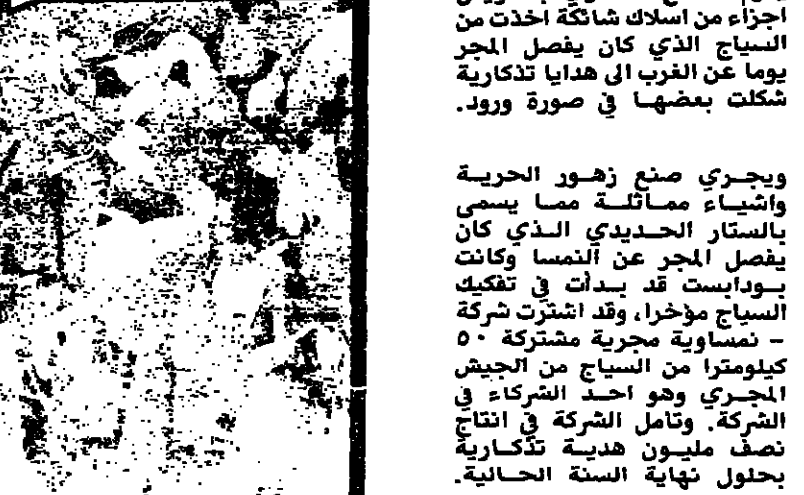 اجزاء من اسلاك شائكة اخذت من
السياج الذي كان يفصل المجر
يوما عن الغرب الى هدايا تذكارية
شكلت بعضها في صورة ورود.
ويجري صنع زهور الحرية
واشياء مماثلة مما يسمى
بالستار الحديدي الذي كان
يفصل المجر عن النمسا وكانت
بودابست قد بدأت في تفكيك
السياج مؤخرا، وقد اشترت شركة
- نمساوية مجرية مشتركة ٥٠
كيلومترا من السياج من الجيش
المجري وهو احد الشركاء في
الشركة. وتامل الشركة في انتاج
نصف مليون هدية تذكارية
بحلول نهاية السنة الحالية.